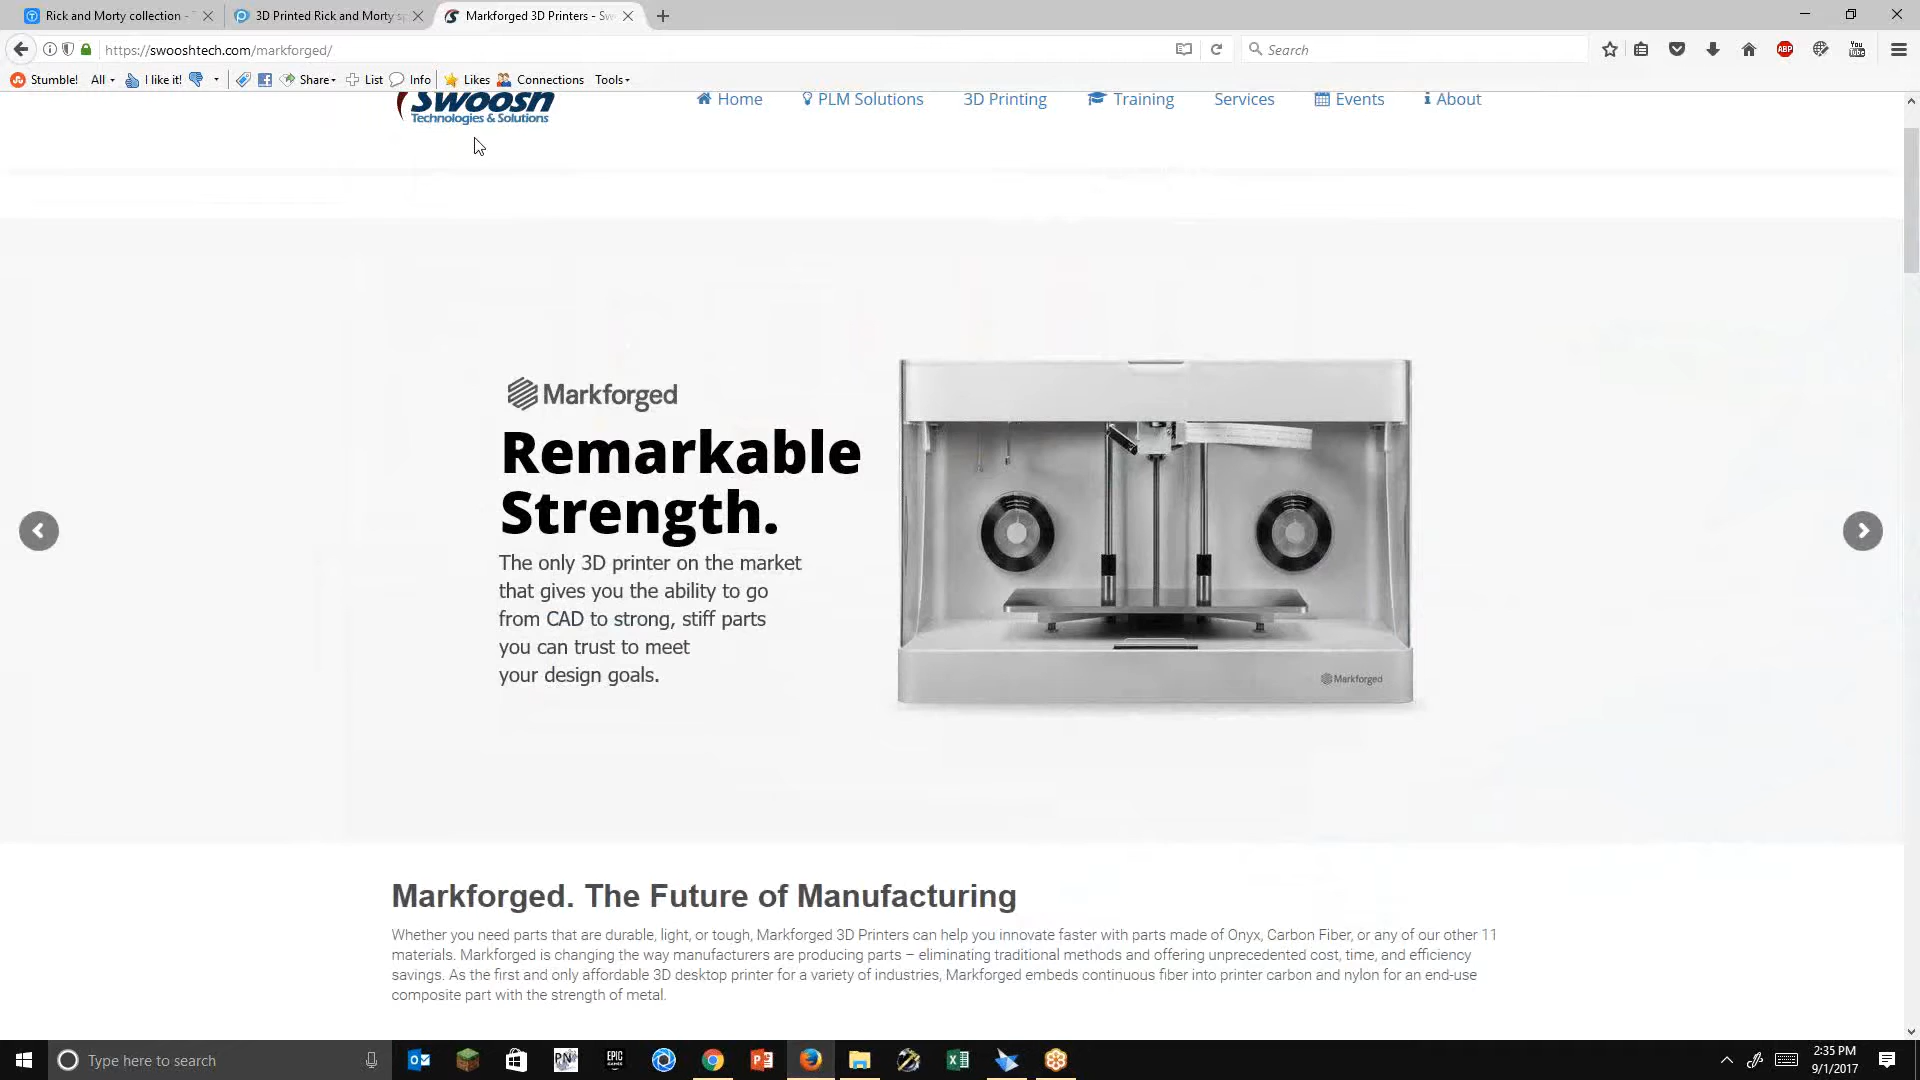 Rick and Morty collection -
3D Printed Rick and Morty
Markforged 3D Printers - Sw
https://swooshtech.com/markforged/
Search
ABP
You
Tube
Stumble!
All
I like it!
Share
List
Info
Likes
Connections
Tools
Swoosh
Technologies & Solutions
Home
PLM Solutions
3D Printing
Training
Services
Events
About
Markforged
Remarkable
Strength.
The only 3D printer on the market
that gives you the ability to go
from CAD to strong, stiff parts
you can trust to meet
your design goals.
Markforged
Markforged. The Future of Manufacturing
Whether you need parts that are durable, light, or tough, Markforged 3D Printers can help you innovate faster with parts made of Onyx, Carbon Fiber, or any of our other 11
materials. Markforged is changing the way manufacturers are producing parts – eliminating traditional methods and offering unprecedented cost, time, and efficiency
savings. As the first and only affordable 3D desktop printer for a variety of industries, Markforged embeds continuous fiber into printer carbon and nylon for an end-use
composite part with the strength of metal.
Type here to search
EPIC
GAMES
2:35 PM
9/1/2017